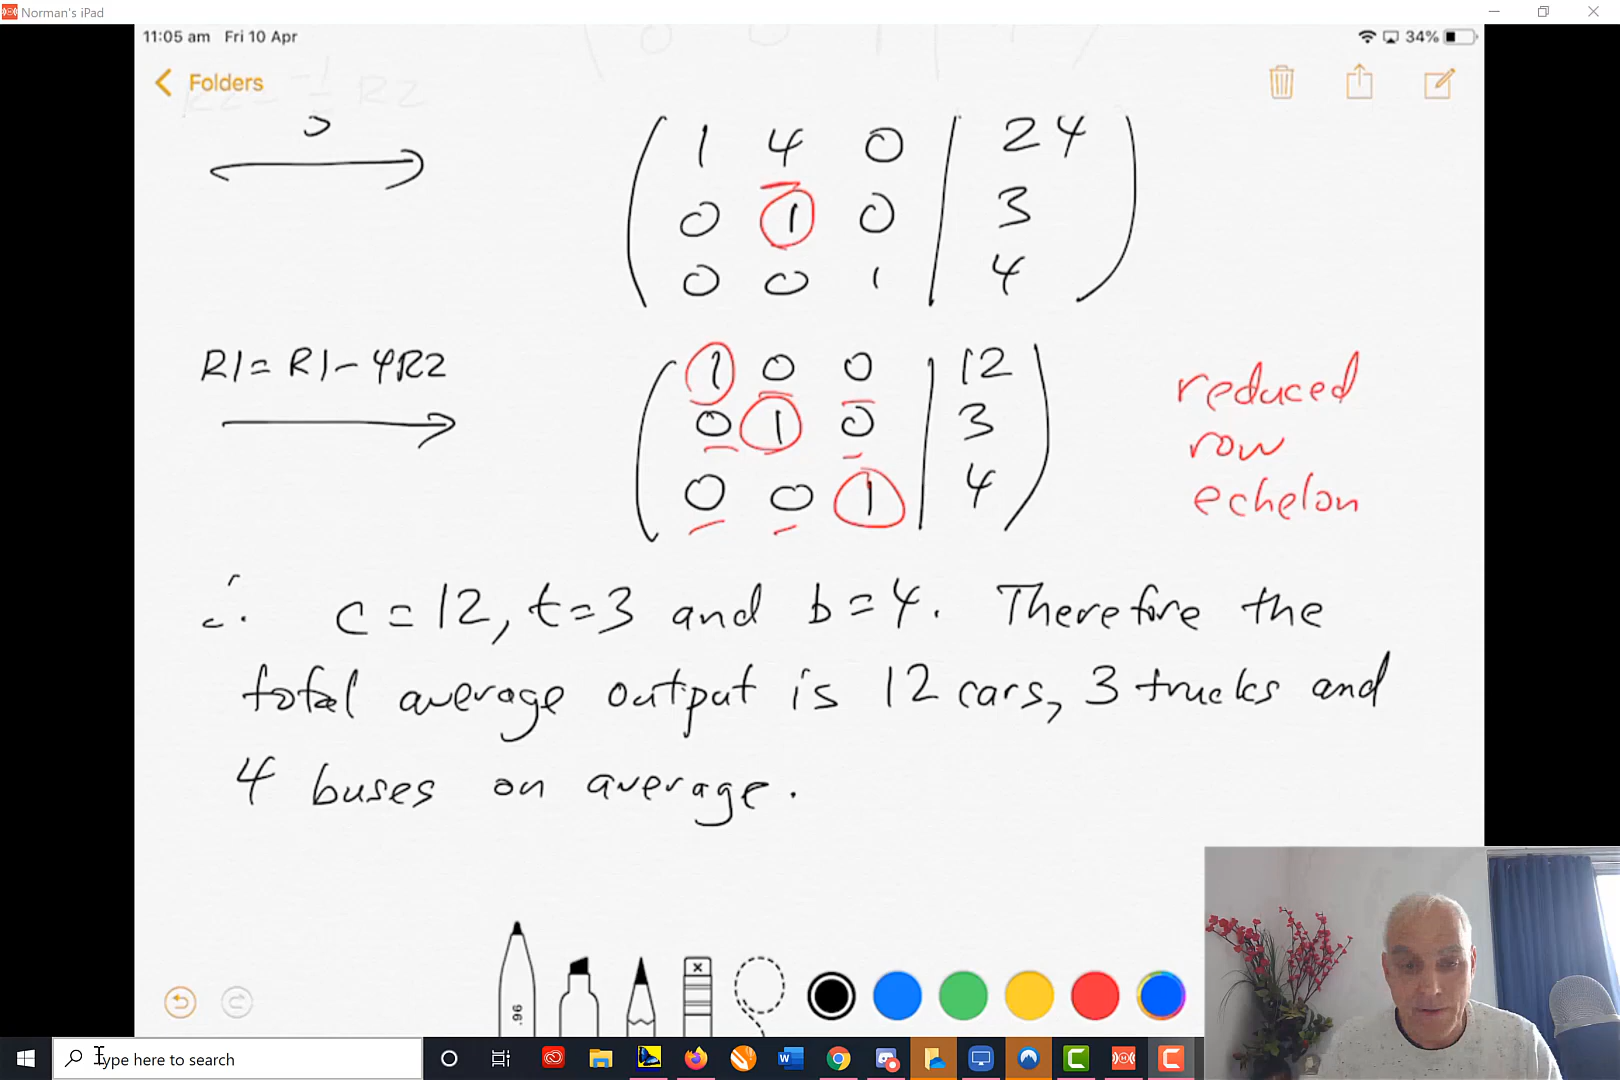 Norman's iPad
11:05 am Fri 10 Apr
34%
Folders
1 4 0 | 24
0 1 0 | 3
0 0 1 | 4
R1 = R1 - 4R2
1 0 0 | 12
0 1 0 | 3
0 0 1 | 4
reduced
row
echelon
∴ c = 12, t = 3 and b = 4. Therefore the
total average output is 12 cars, 3 trucks and
4 buses on average.
96
Type here to search